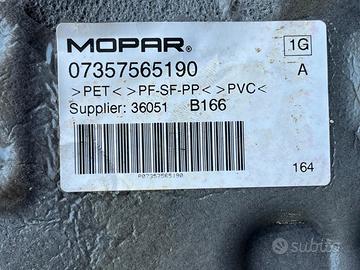 MOPAR®
1G
07357565190
A
>PET< >PF-SF-PP< >PVC<
Supplier: 36051 B166
164
P07357565190
subito